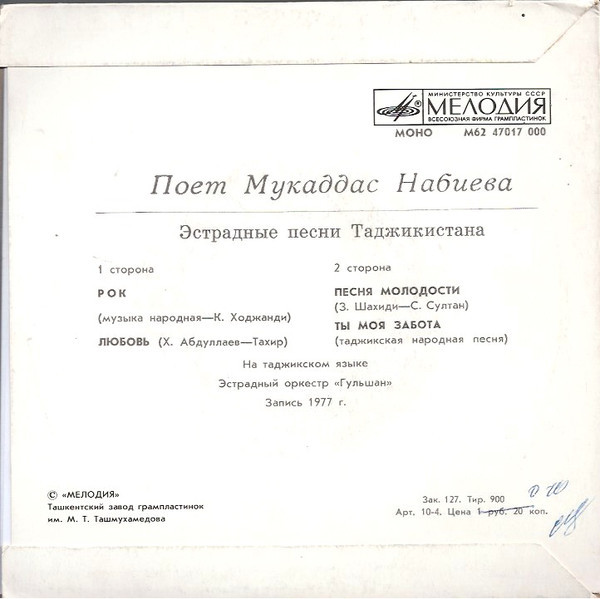 МИНИСТЕРСТВО КУЛЬТУРЫ СССР
МЕЛОДИЯ
ВСЕСОЮЗНАЯ ФИРМА ГРАМПЛАСТИНОК
МОНО М62 47017 000
Поет Мукаддас Набиева
Эстрадные песни Таджикистана
1 сторона
РОК
(музыка народная—К. Ходжанди)
ЛЮБОВЬ (Х. Абдуллаев—Тахир)
2 сторона
ПЕСНЯ МОЛОДОСТИ
(З. Шахиди—С. Султан)
ТЫ МОЯ ЗАБОТА
(таджикская народная песня)
На таджикском языке
Эстрадный оркестр «Гульшан»
Запись 1977 г.
© «МЕЛОДИЯ»
Ташкентский завод грампластинок
им. М. Т. Ташмухамедова
Зак. 127. Тир. 900
Арт. 10-4. Цена 1 руб. 20 коп.